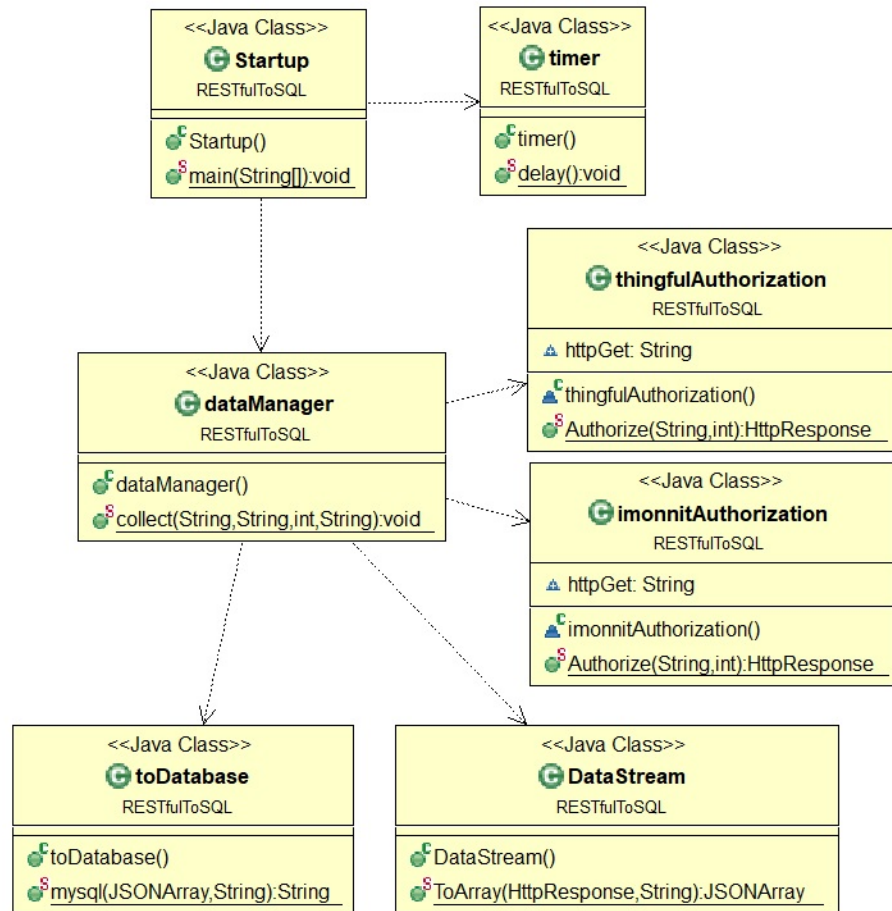 <<Java Class>>
Startup
RESTfulToSQL
Startup()
main(String[]):void
<<Java Class>>
timer
RESTfulToSQL
timer()
delay():void
<<Java Class>>
thingfulAuthorization
RESTfulToSQL
httpGet: String
thingfulAuthorization()
Authorize(String,int):HttpResponse
<<Java Class>>
dataManager
RESTfulToSQL
dataManager()
collect(String,String,int,String):void
<<Java Class>>
imonnitAuthorization
RESTfulToSQL
httpGet: String
imonnitAuthorization()
Authorize(String,int):HttpResponse
<<Java Class>>
toDatabase
RESTfulToSQL
toDatabase()
mysql(JSONArray,String):String
<<Java Class>>
DataStream
RESTfulToSQL
DataStream()
ToArray(HttpResponse,String):JSONArray